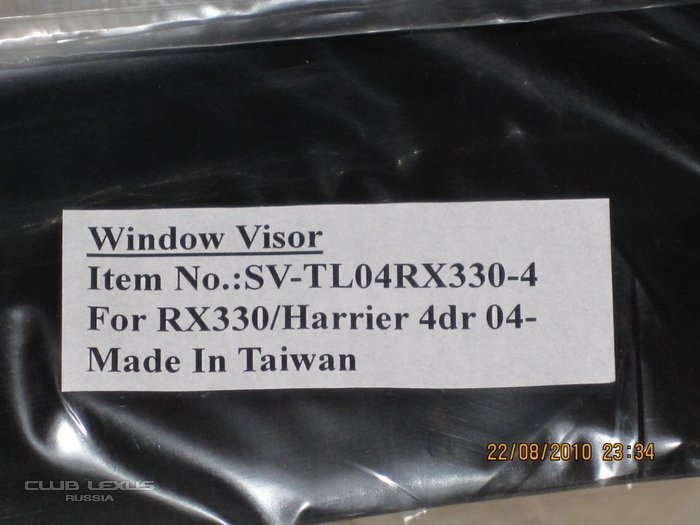 Window Visor
Item No.:SV-TL04RX330-4
For RX330/Harrier 4dr 04-
Made In Taiwan
22/08/2010 23:34
CLUB LEXUS
RUSSIA